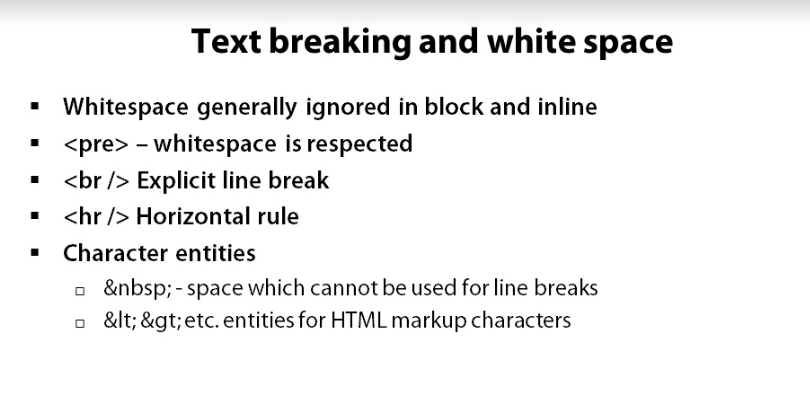 Text breaking and white space
▪ Whitespace generally ignored in block and inline
▪ <pre> – whitespace is respected
▪ <br /> Explicit line break
▪ <hr /> Horizontal rule
▪ Character entities
▫ &nbsp; - space which cannot be used for line breaks
▫ &lt; &gt; etc. entities for HTML markup characters